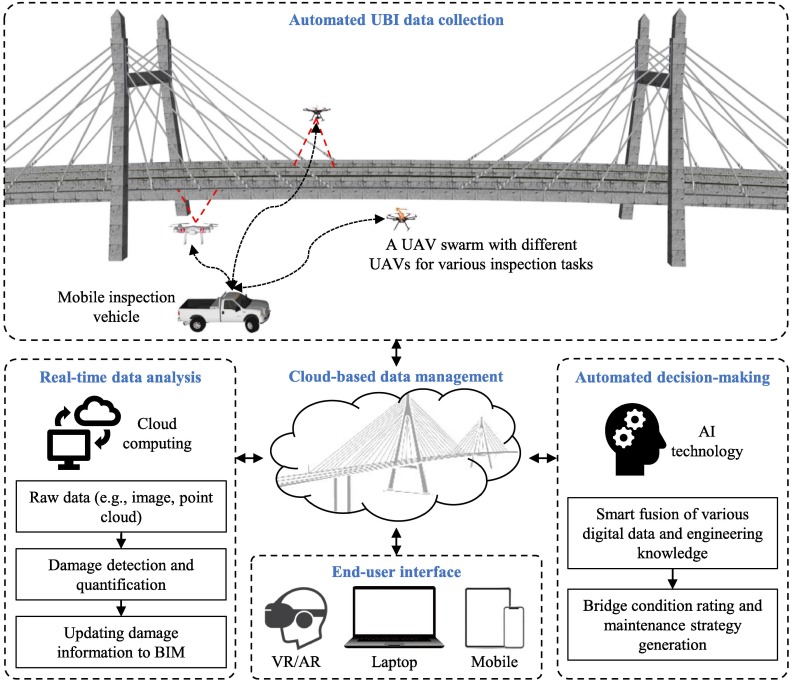 Automated UBI data collection
A UAV swarm with different
UAVs for various inspection tasks
Mobile inspection
vehicle
Real-time data analysis
Cloud
computing
Raw data (e.g., image, point
cloud)
Damage detection and
quantification
Updating damage
information to BIM
Cloud-based data management
End-user interface
VR/AR
Laptop
Mobile
Automated decision-making
AI
technology
Smart fusion of various
digital data and engineering
knowledge
Bridge condition rating and
maintenance strategy
generation